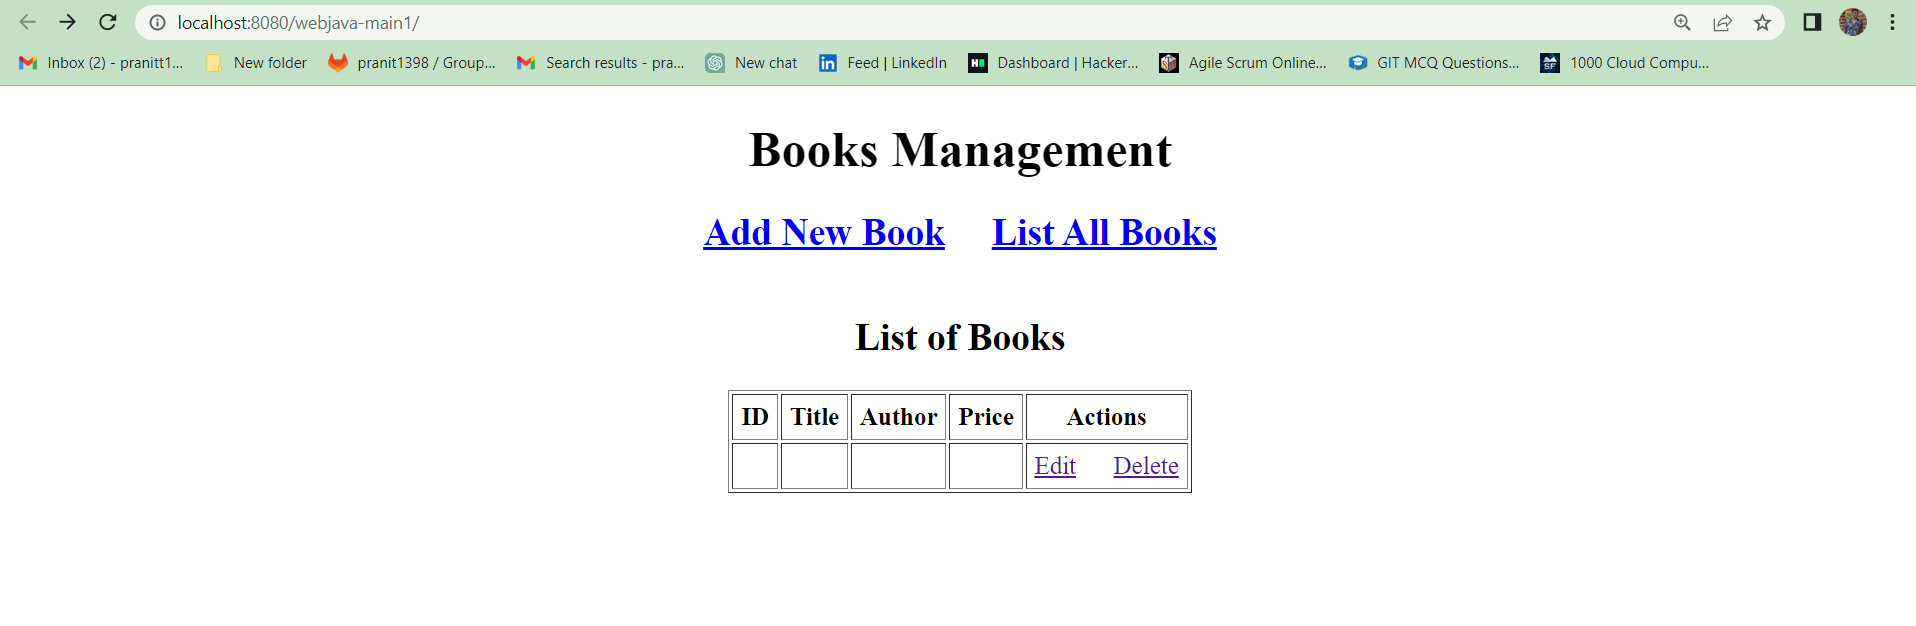 localhost:8080/webjava-main1/
Inbox (2) - pranitt1... New folder pranit1398 / Group... Search results - pra... New chat Feed | LinkedIn Dashboard | Hacker... Agile Scrum Online... GIT MCQ Questions... 1000 Cloud Compu...
Books Management
Add New Book List All Books
List of Books
ID Title Author Price Actions
Edit Delete